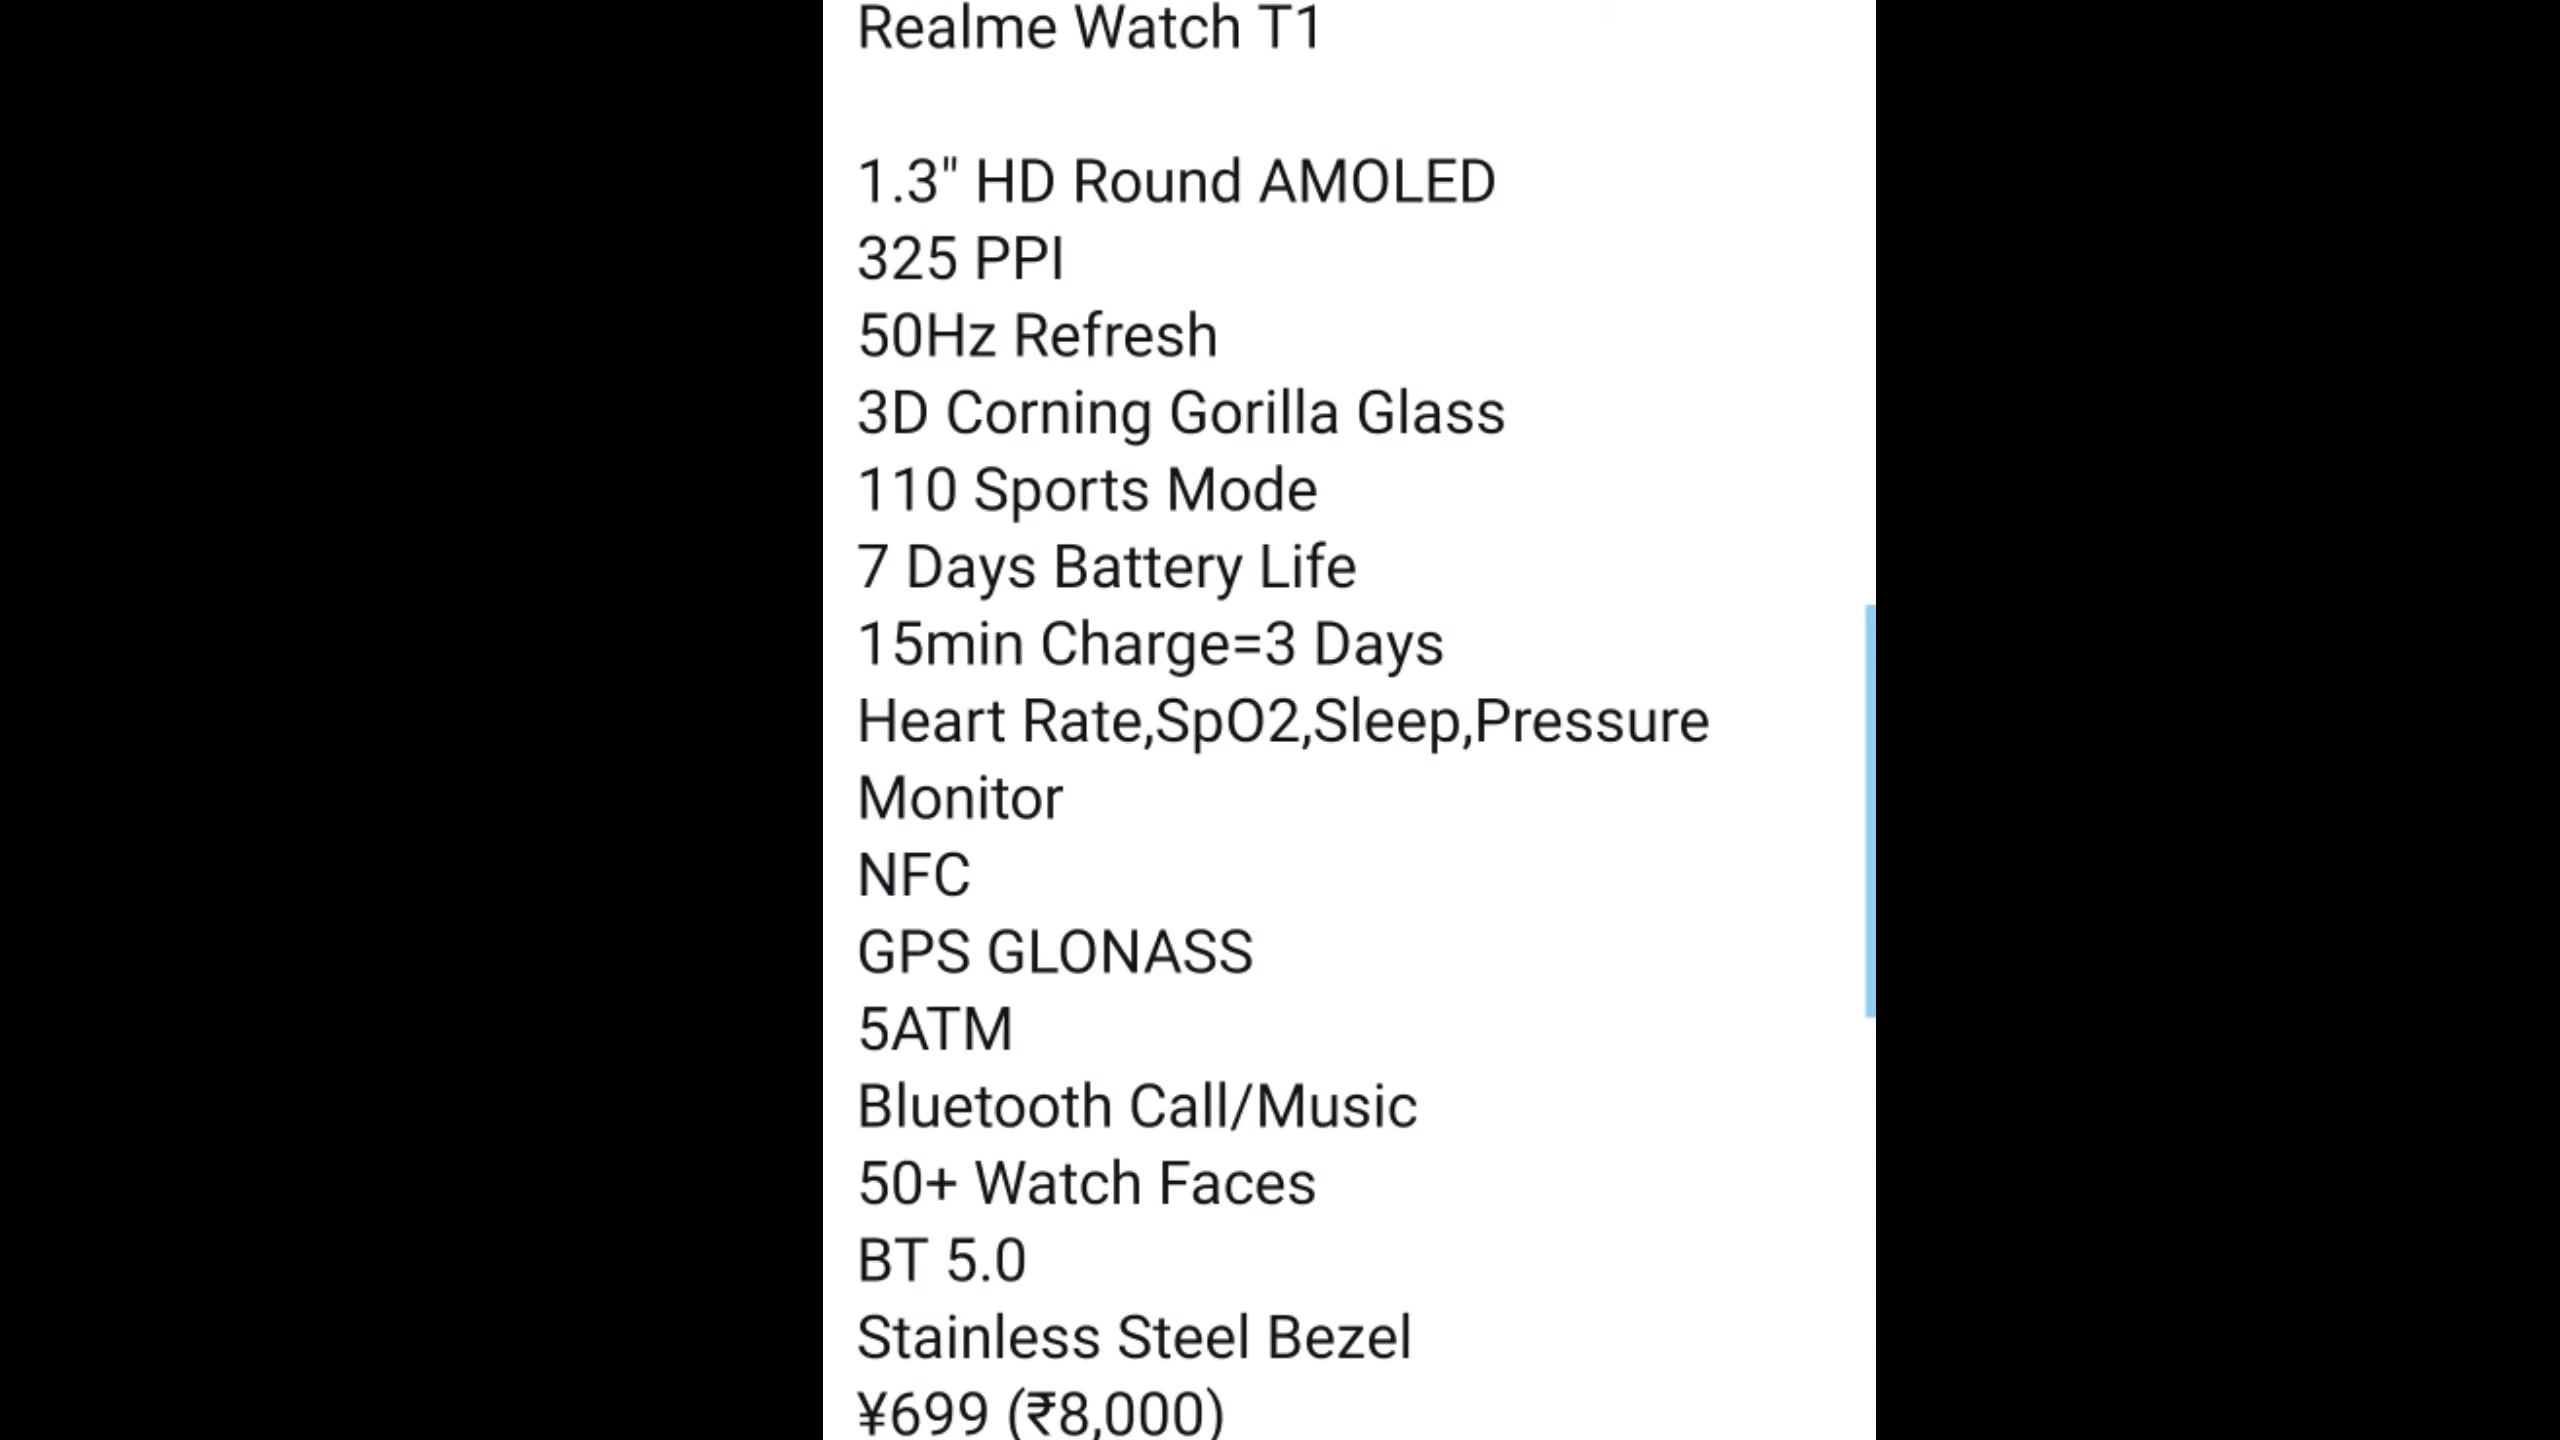 Realme Watch T1
1.3" HD Round AMOLED
325 PPI
50Hz Refresh
3D Corning Gorilla Glass
110 Sports Mode
7 Days Battery Life
15min Charge=3 Days
Heart Rate,SpO2,Sleep,Pressure
Monitor
NFC
GPS GLONASS
5ATM
Bluetooth Call/Music
50+ Watch Faces
BT 5.0
Stainless Steel Bezel
¥699 (₹8,000)